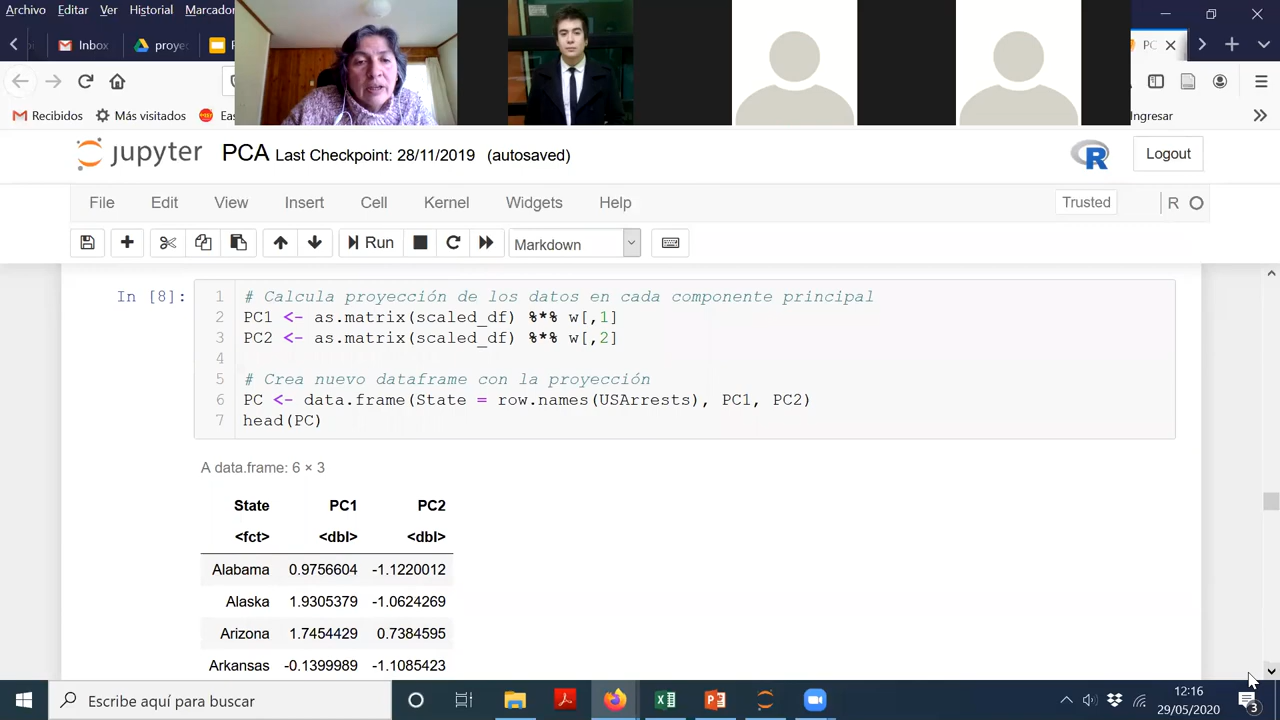 Archivo Editar Ver Historial Marcador
Inbox
proye
PC
Recibidos
Más visitados
Eas
Ingresar
jupyter PCA Last Checkpoint: 28/11/2019 (autosaved)
R
Logout
File Edit View Insert Cell Kernel Widgets Help
Trusted
R
Run
Markdown
In [8]:
1 # Calcula proyección de los datos en cada componente principal
2 PC1 <- as.matrix(scaled_df) %*% w[,1]
3 PC2 <- as.matrix(scaled_df) %*% w[,2]
4
5 # Crea nuevo dataframe con la proyección
6 PC <- data.frame(State = row.names(USArrests), PC1, PC2)
7 head(PC)
A data.frame: 6 × 3
State PC1 PC2
<fct> <dbl> <dbl>
Alabama 0.9756604 -1.1220012
Alaska 1.9305379 -1.0624269
Arizona 1.7454429 0.7384595
Arkansas -0.1399989 -1.1085423
Escribe aquí para buscar
12:16
29/05/2020
3